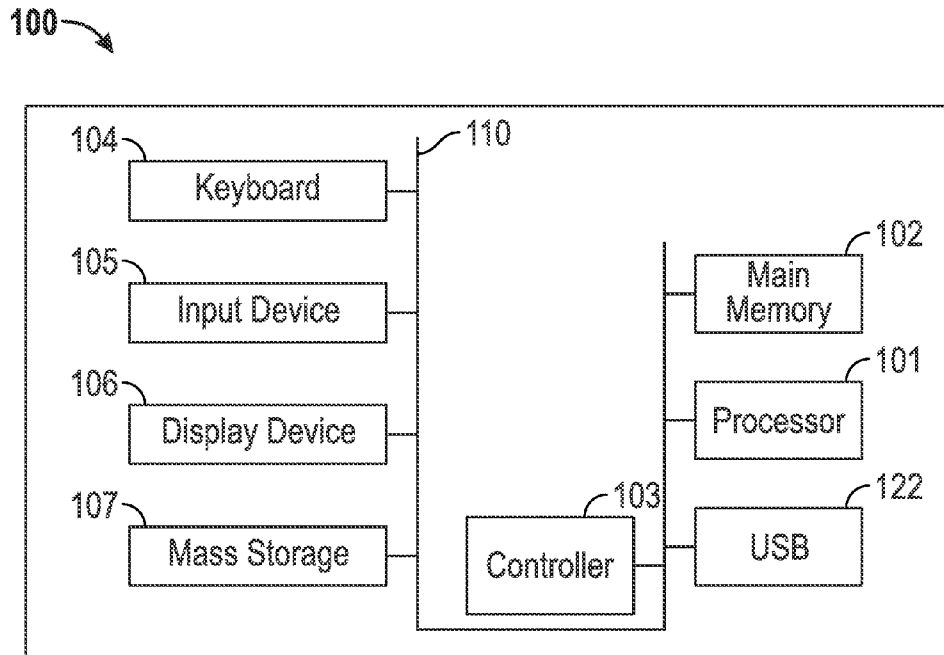 100
104
Keyboard
110
105
Input Device
102
Main
Memory
106
Display Device
101
Processor
107
Mass Storage
103
Controller
122
USB